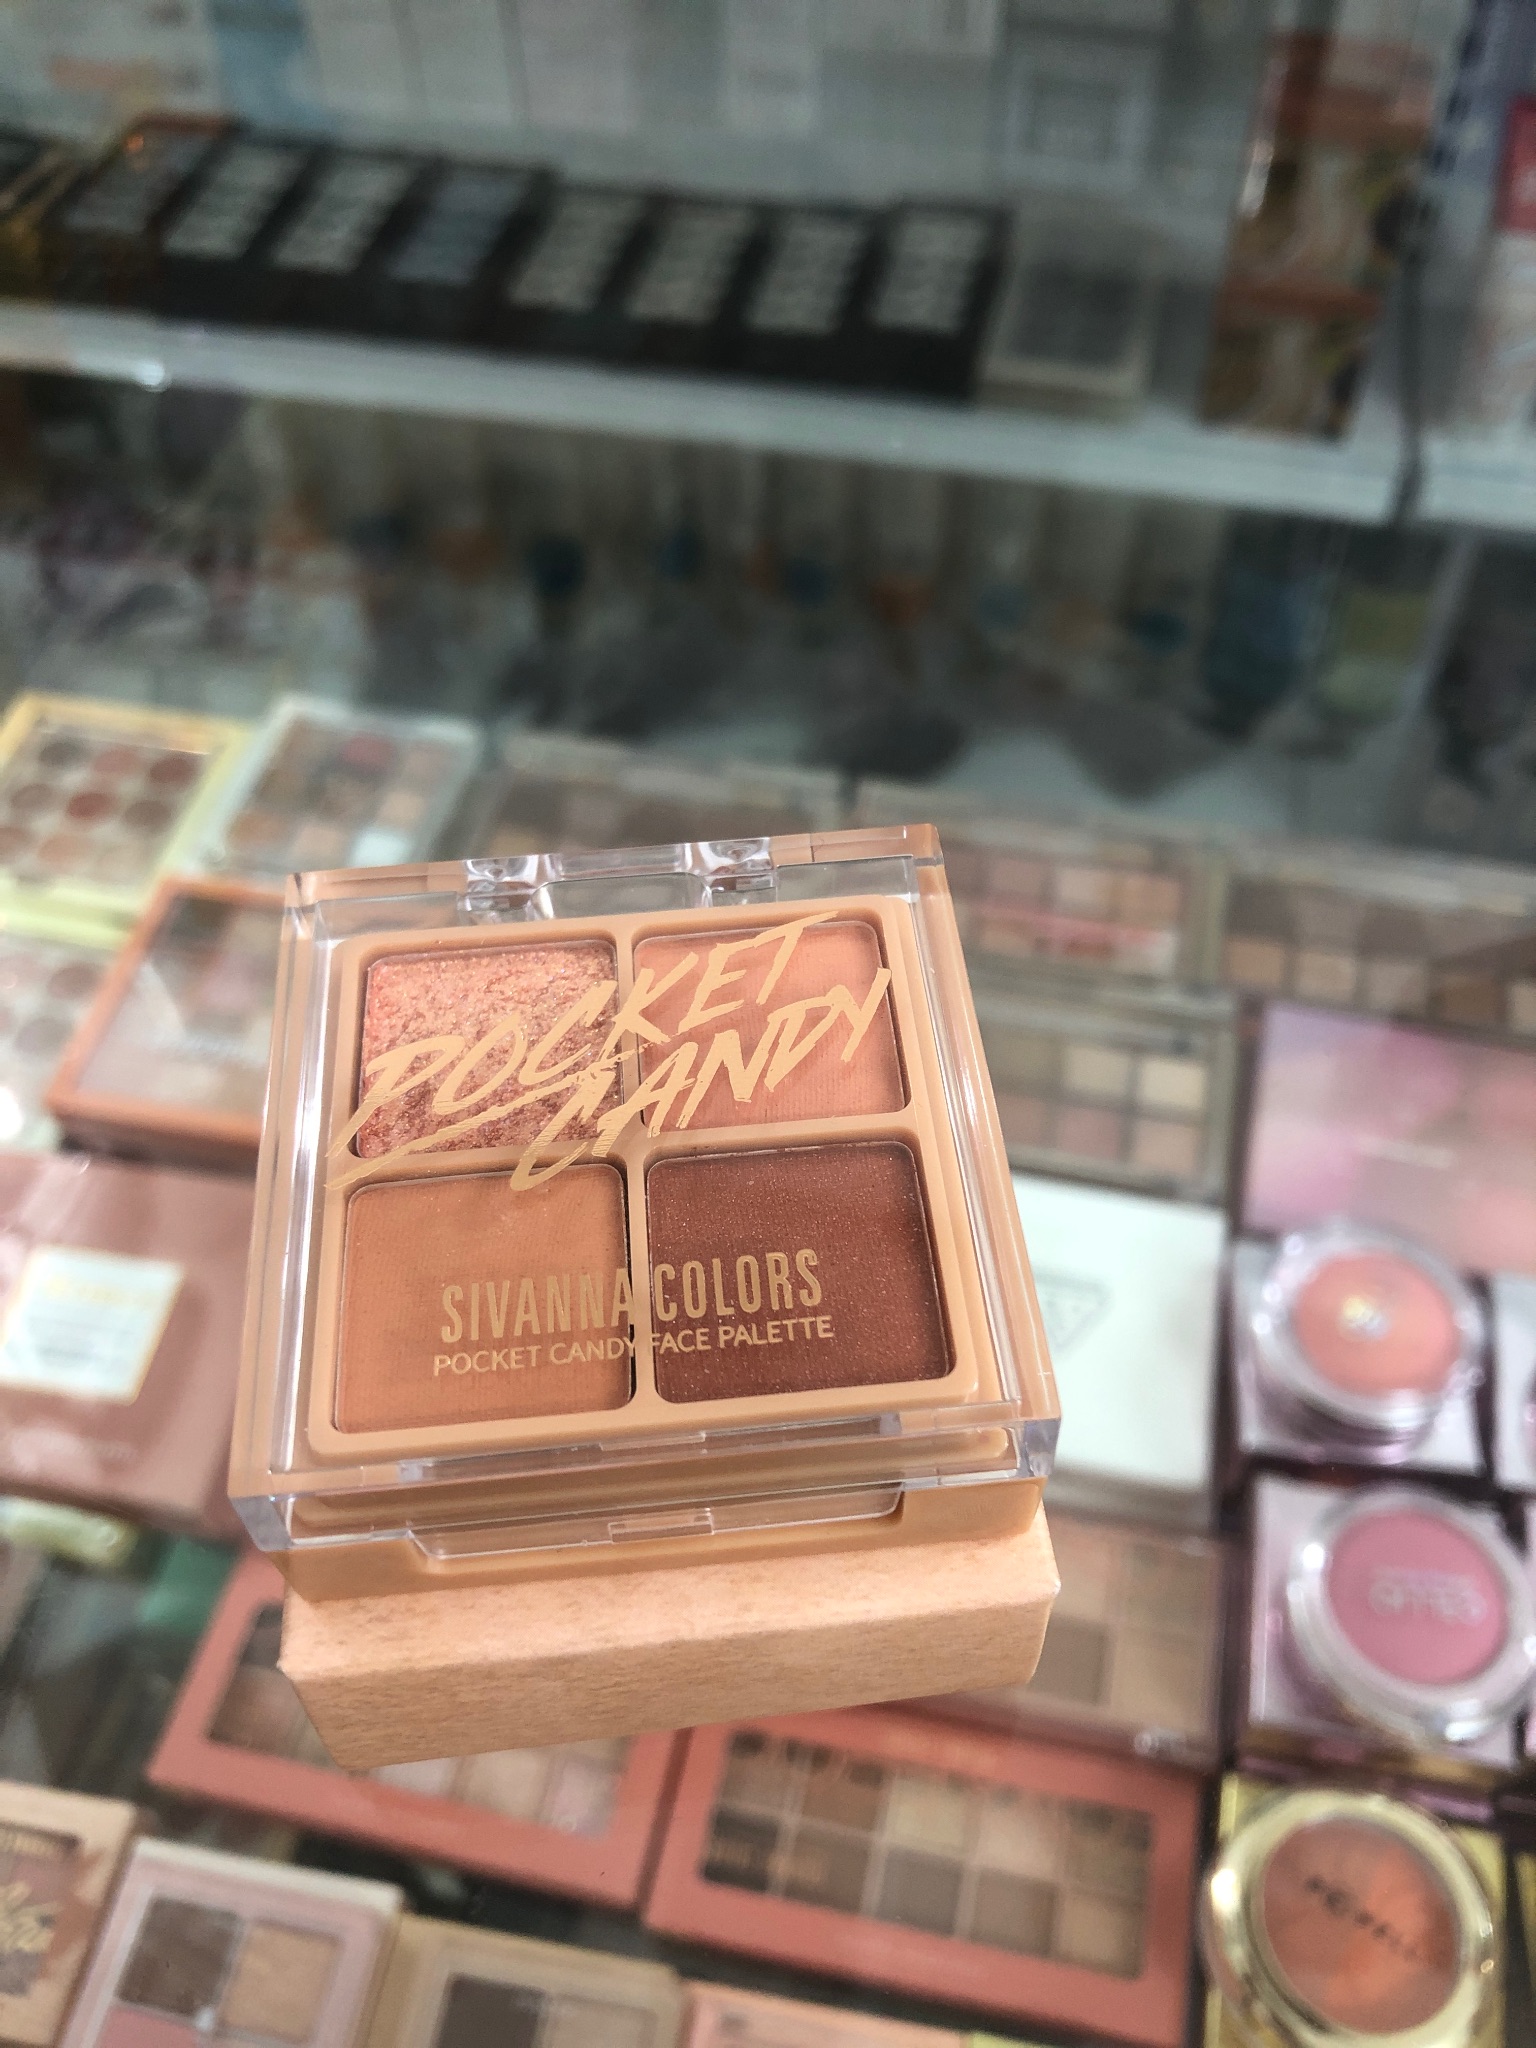 POCKET
CANDY
SIVANNA COLORS
POCKET CANDY FACE PALETTE